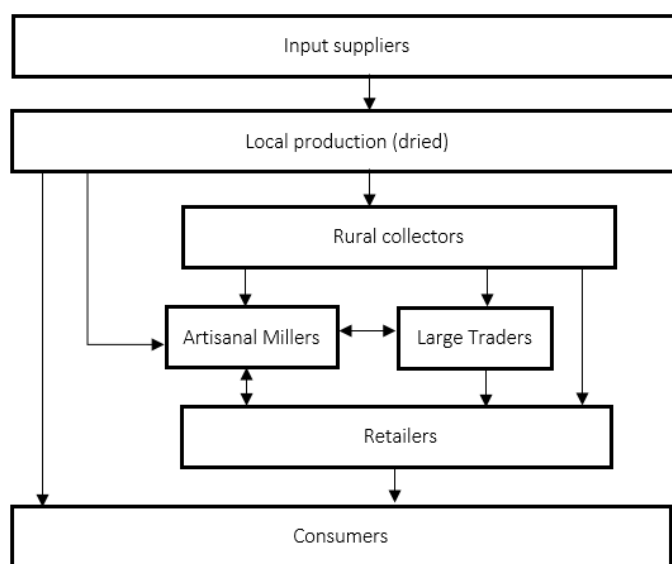 Input suppliers
Local production (dried)
Rural collectors
Artisanal Millers
Large Traders
Retailers
Consumers